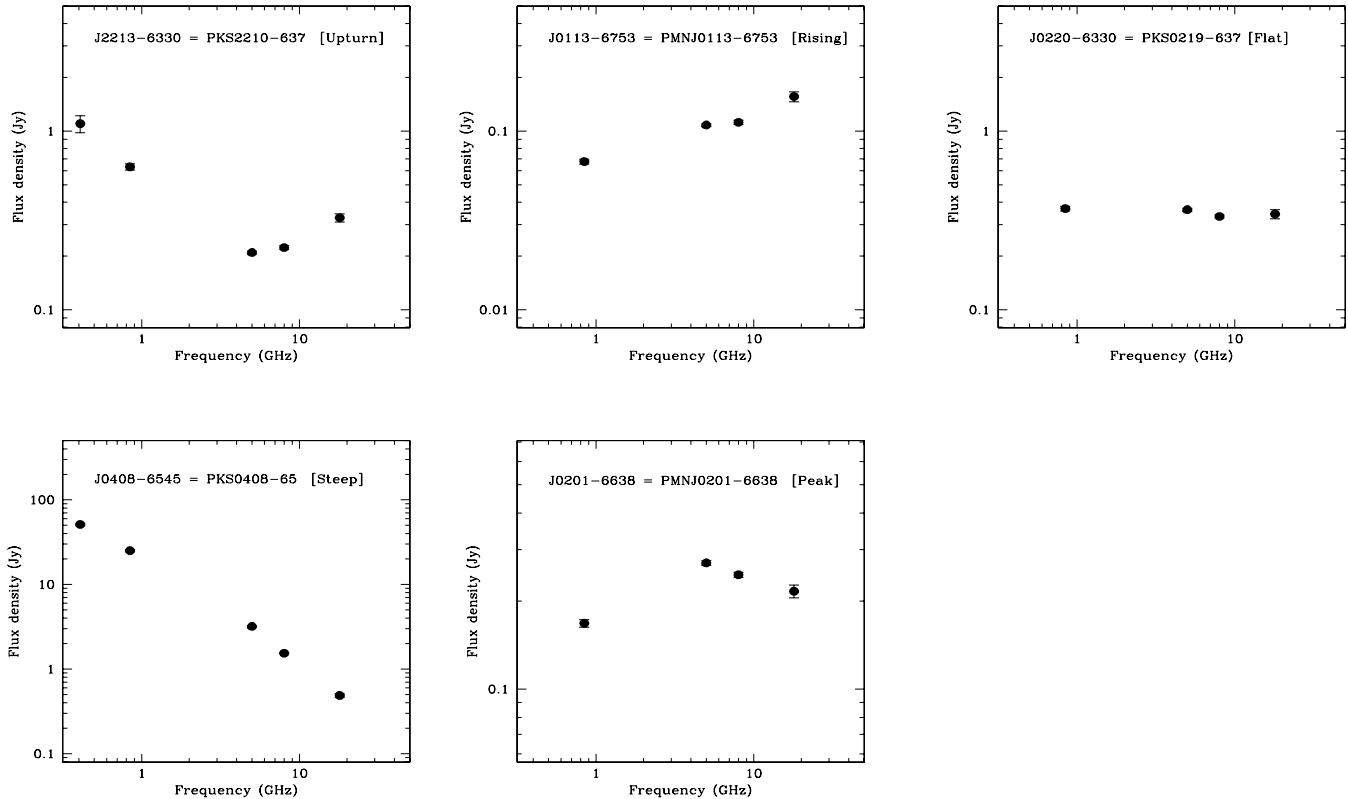 J2213-6330 = PKS2210-637 [Upturn]
Flux density (Jy)
1
0.1
1
10
Frequency (GHz)
J0113-6753 = PMNJ0113-6753 [Rising]
Flux density (Jy)
0.1
0.01
1
10
Frequency (GHz)
J0220-6330 = PKS0219-637 [Flat]
Flux density (Jy)
1
0.1
1
10
Frequency (GHz)
J0408-6545 = PKS0408-65 [Steep]
Flux density (Jy)
100
10
1
0.1
1
10
Frequency (GHz)
J0201-6638 = PMNJ0201-6638 [Peak]
Flux density (Jy)
0.1
1
10
Frequency (GHz)